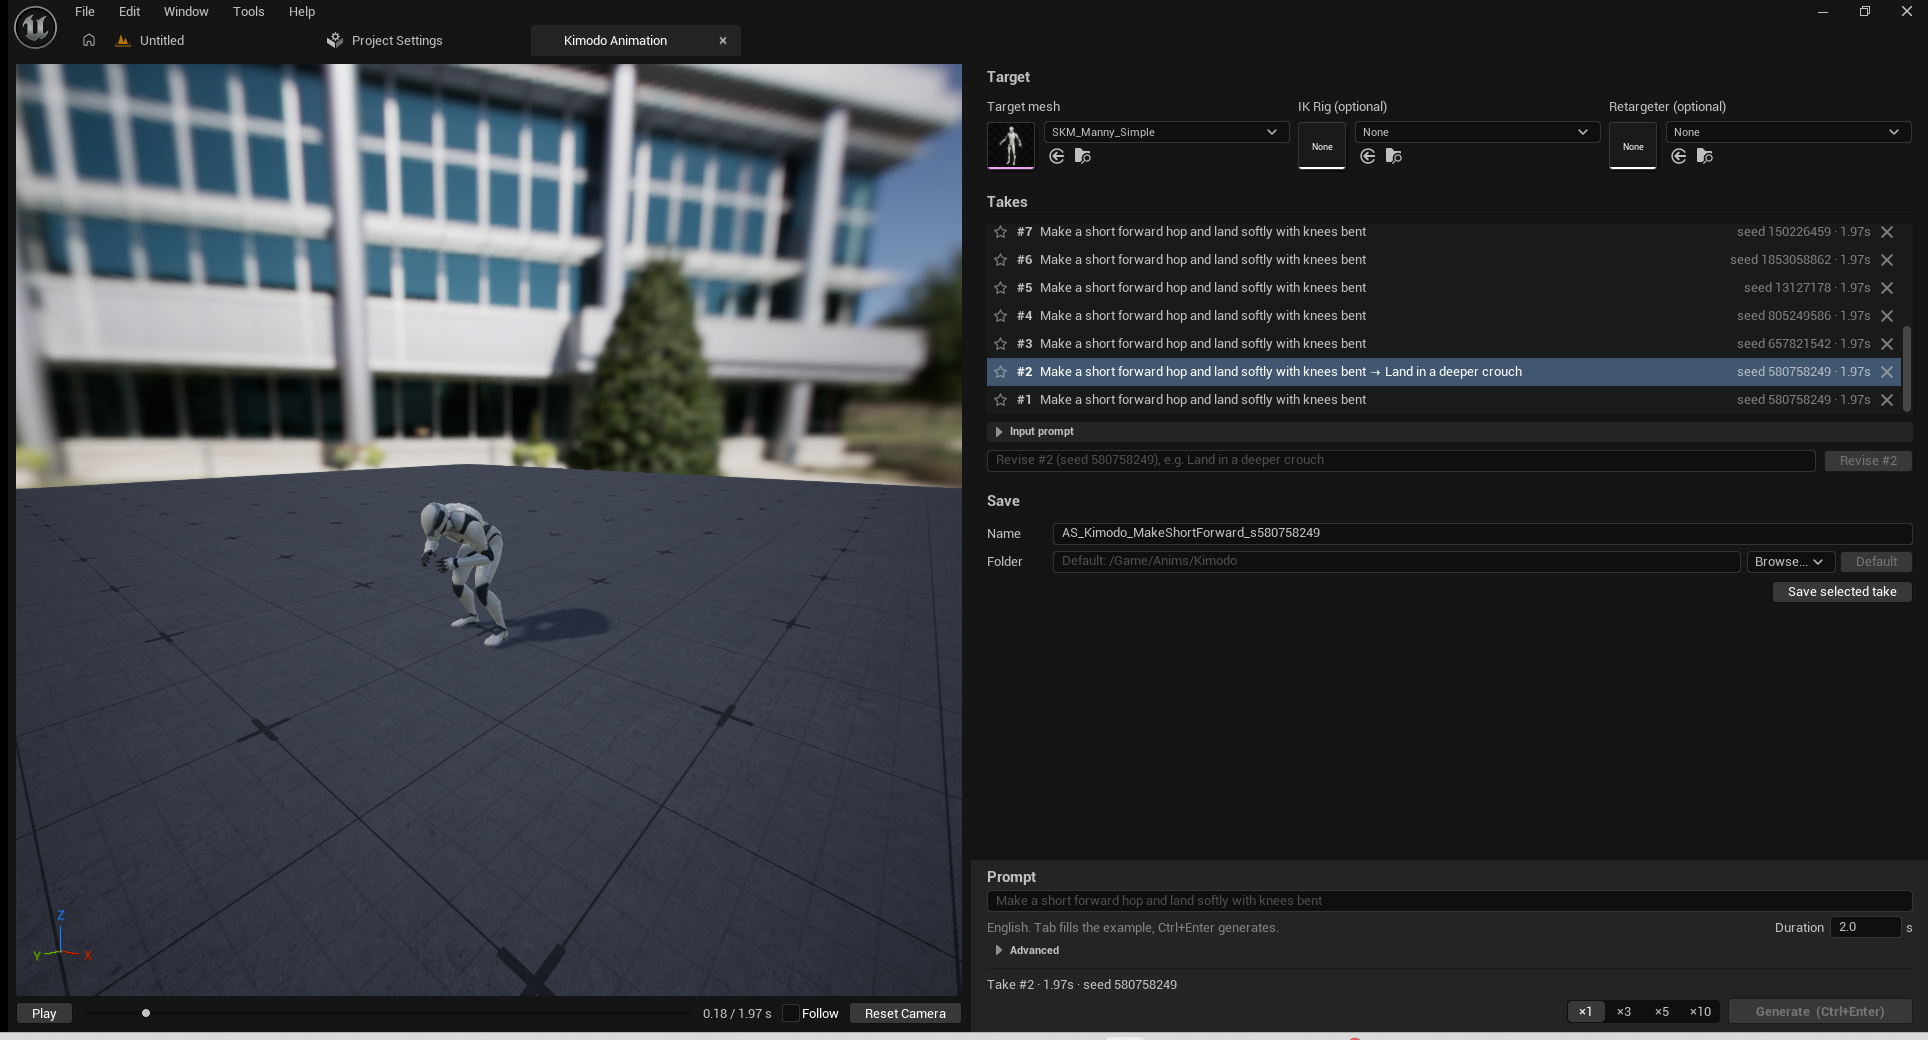 File Edit Window Tools Help
Untitled Project Settings Kimodo Animation
Target
Target mesh IK Rig (optional) Retargeter (optional)
SKM_Manny_Simple None None None None
Takes
#7 Make a short forward hop and land softly with knees bent seed 150226459 · 1.97s
#6 Make a short forward hop and land softly with knees bent seed 1853058862 · 1.97s
#5 Make a short forward hop and land softly with knees bent seed 13127178 · 1.97s
#4 Make a short forward hop and land softly with knees bent seed 805249586 · 1.97s
#3 Make a short forward hop and land softly with knees bent seed 657821542 · 1.97s
#2 Make a short forward hop and land softly with knees bent → Land in a deeper crouch seed 580758249 · 1.97s
#1 Make a short forward hop and land softly with knees bent seed 580758249 · 1.97s
Input prompt
Revise #2 (seed 580758249), e.g. Land in a deeper crouch Revise #2
Save
Name AS_Kimodo_MakeShortForward_s580758249
Folder Default: /Game/Anims/Kimodo Browse... Default
Save selected take
Prompt
Make a short forward hop and land softly with knees bent
English. Tab fills the example, Ctrl+Enter generates. Duration 2.0 s
Advanced
Take #2 · 1.97s · seed 580758249
×1 ×3 ×5 ×10 Generate (Ctrl+Enter)
Z
Y X
Play 0.18 / 1.97 s Follow Reset Camera